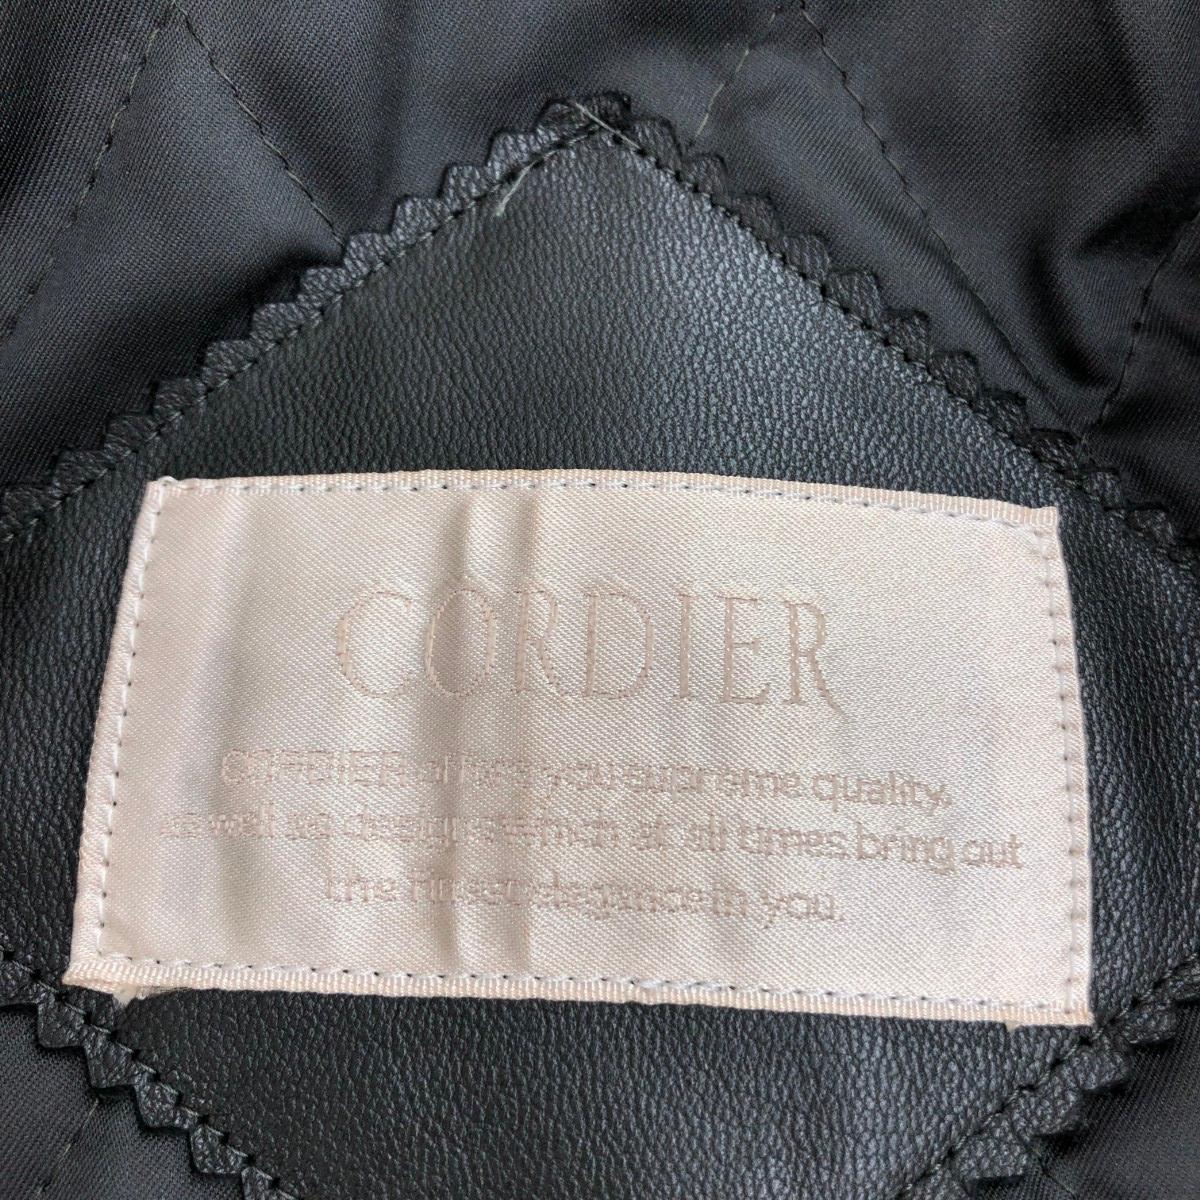 CORDIER
CORDIER offers you supreme quality,
as well as design which at all times bring out
the finest elegance in you.